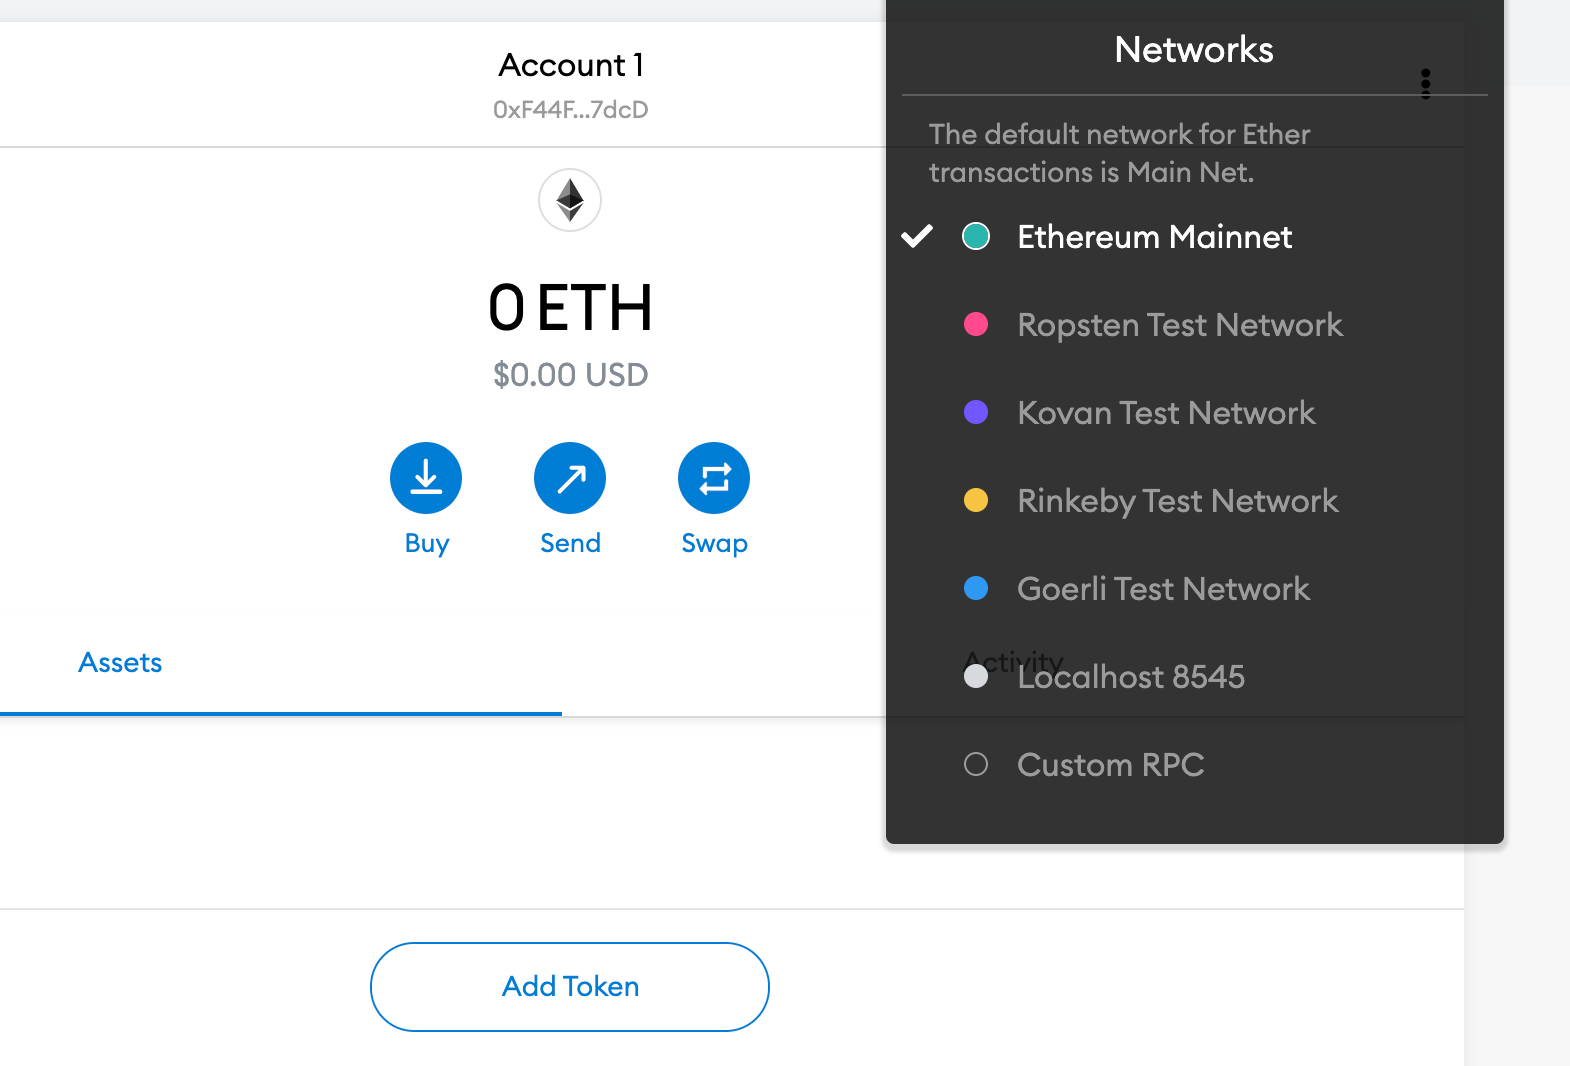 Account 1
0xF44F...7dcD
0 ETH
$0.00 USD
Buy
Send
Swap
Assets
Activity
Add Token
Networks
The default network for Ether
transactions is Main Net.
Ethereum Mainnet
Ropsten Test Network
Kovan Test Network
Rinkeby Test Network
Goerli Test Network
Localhost 8545
Custom RPC